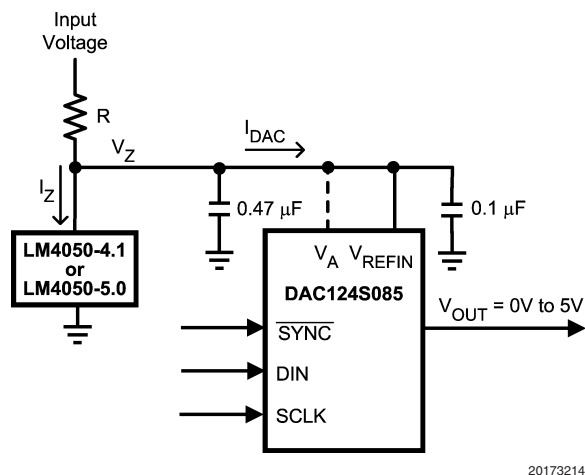 Input
Voltage
R
V_Z
I_DAC
I_Z
0.47 μF
0.1 μF
LM4050-4.1
or
LM4050-5.0
V_A V_REFIN
DAC124S085
SYNC
V_OUT = 0V to 5V
DIN
SCLK
20173214